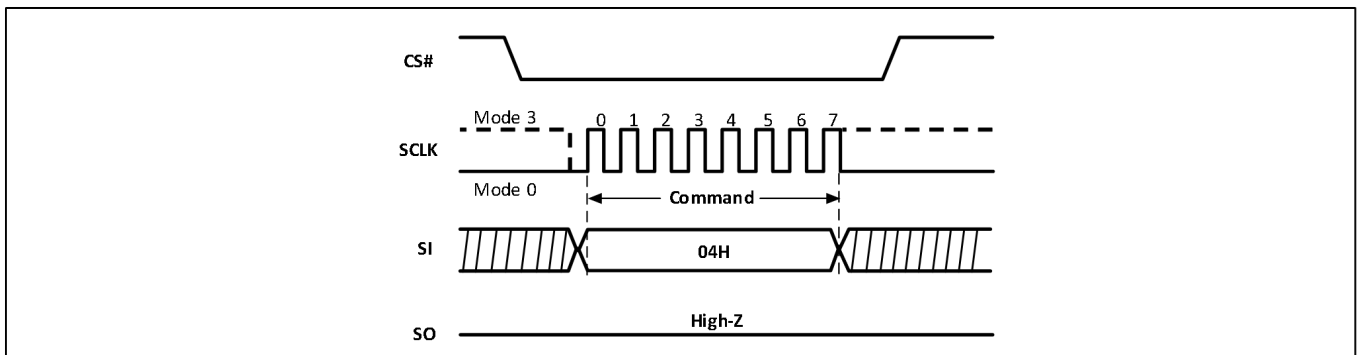 CS#
Mode 3
0 1 2 3 4 5 6 7
SCLK
Mode 0
Command
SI
04H
High-Z
SO